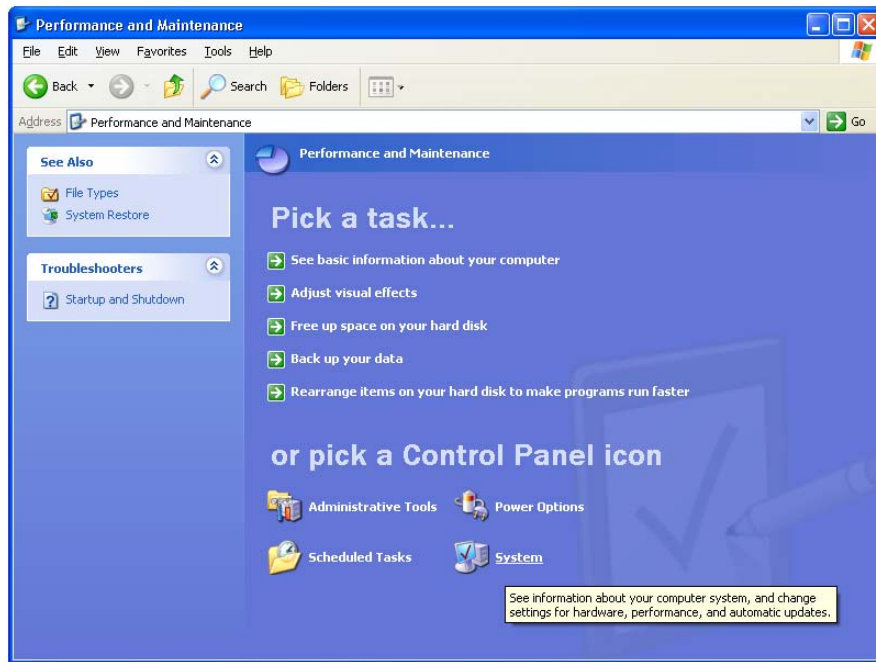 Performance and Maintenance
File Edit View Favorites Tools Help
Back Search Folders
Address Performance and Maintenance Go
See Also
File Types
System Restore
Troubleshooters
Startup and Shutdown
Performance and Maintenance
Pick a task...
See basic information about your computer
Adjust visual effects
Free up space on your hard disk
Back up your data
Rearrange items on your hard disk to make programs run faster
or pick a Control Panel icon
Administrative Tools Power Options
Scheduled Tasks System
See information about your computer system, and change
settings for hardware, performance, and automatic updates.